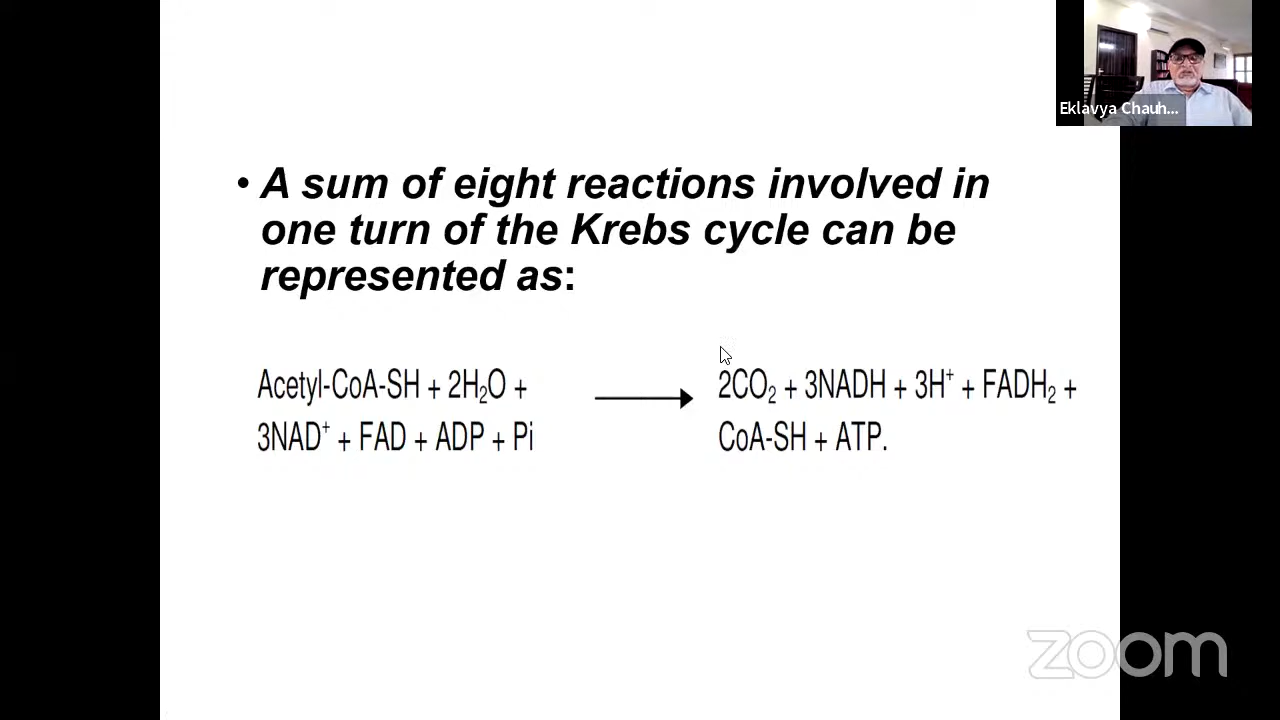 Eklavya Chauh...
• A sum of eight reactions involved in
one turn of the Krebs cycle can be
represented as:
Acetyl-CoA-SH + 2H₂O +
3NAD⁺ + FAD + ADP + Pi
2CO₂ + 3NADH + 3H⁺ + FADH₂ +
CoA-SH + ATP.
zoom